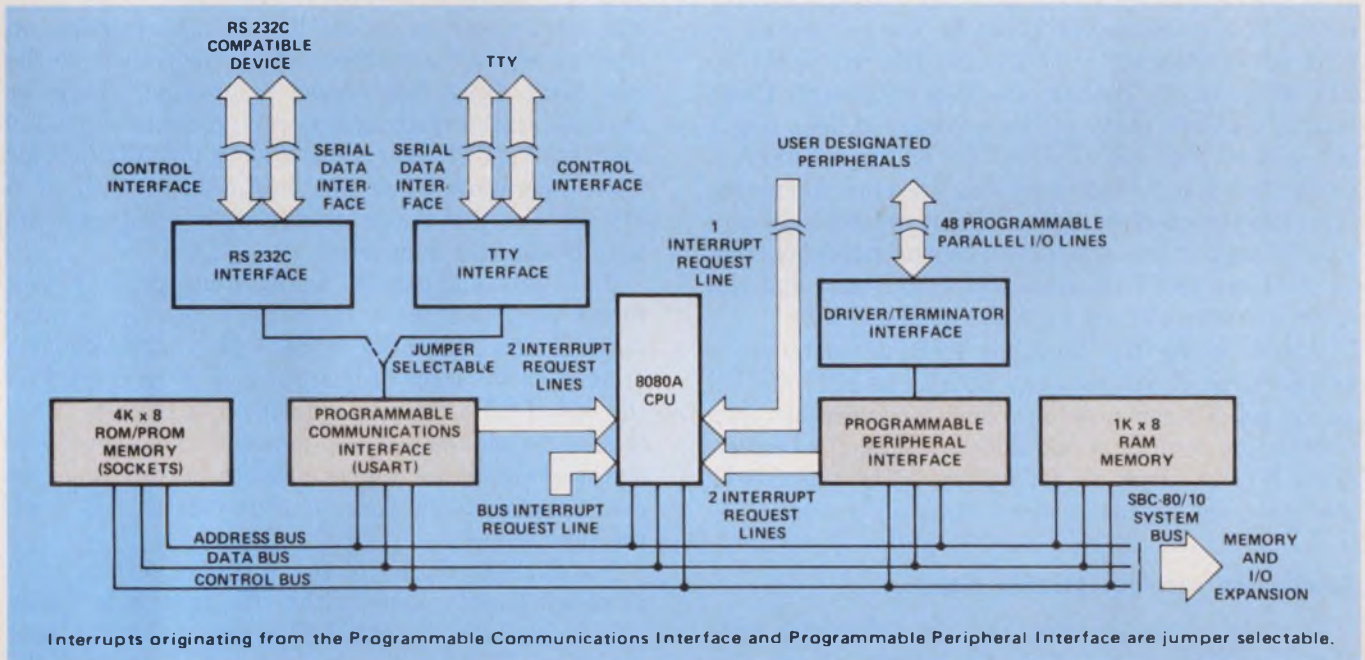 RS 232C
COMPATIBLE
DEVICE
TTY
CONTROL
INTERFACE
SERIAL
DATA
INTER-
FACE
SERIAL
DATA
INTER-
FACE
CONTROL
INTERFACE
USER DESIGNATED
PERIPHERALS
1
INTERRUPT
REQUEST
LINE
48 PROGRAMMABLE
PARALLEL I/O LINES
RS 232C
INTERFACE
TTY
INTERFACE
DRIVER/TERMINATOR
INTERFACE
JUMPER
SELECTABLE
2 INTERRUPT
REQUEST
LINES
8080A
CPU
4K x 8
ROM/PROM
MEMORY
(SOCKETS)
PROGRAMMABLE
COMMUNICATIONS
INTERFACE
(USART)
PROGRAMMABLE
PERIPHERAL
INTERFACE
1K x 8
RAM
MEMORY
BUS INTERRUPT
REQUEST LINE
2 INTERRUPT
REQUEST
LINES
SBC-80/10
SYSTEM
BUS
ADDRESS BUS
DATA BUS
CONTROL BUS
MEMORY
AND
I/O
EXPANSION
Interrupts originating from the Programmable Communications Interface and Programmable Peripheral Interface are jumper selectable.